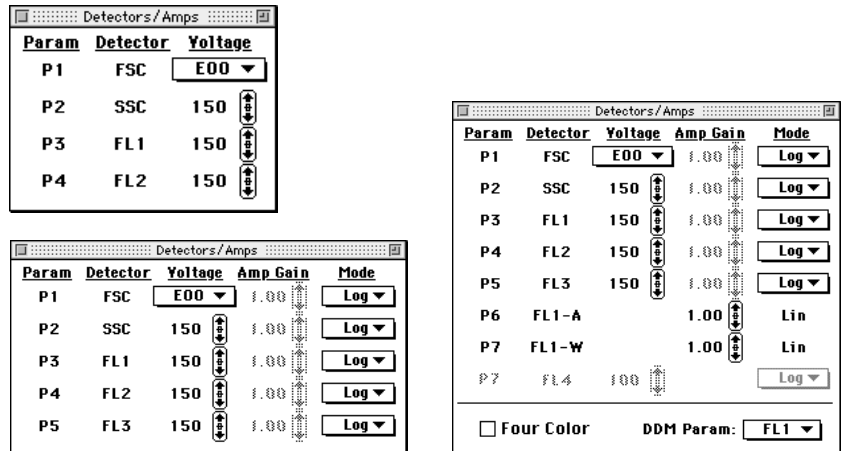 Detectors/Amps
Param Detector Voltage
P1 FSC E00
P2 SSC 150
P3 FL1 150
P4 FL2 150
Detectors/Amps
Param Detector Voltage Amp Gain Mode
P1 FSC E00 1.00 Log
P2 SSC 150 1.00 Log
P3 FL1 150 1.00 Log
P4 FL2 150 1.00 Log
P5 FL3 150 1.00 Log
Detectors/Amps
Param Detector Voltage Amp Gain Mode
P1 FSC E00 1.00 Log
P2 SSC 150 1.00 Log
P3 FL1 150 1.00 Log
P4 FL2 150 1.00 Log
P5 FL3 150 1.00 Log
P6 FL1-A 1.00 Lin
P7 FL1-W 1.00 Lin
P7 FL4 100 Log
Four Color DDM Param: FL1